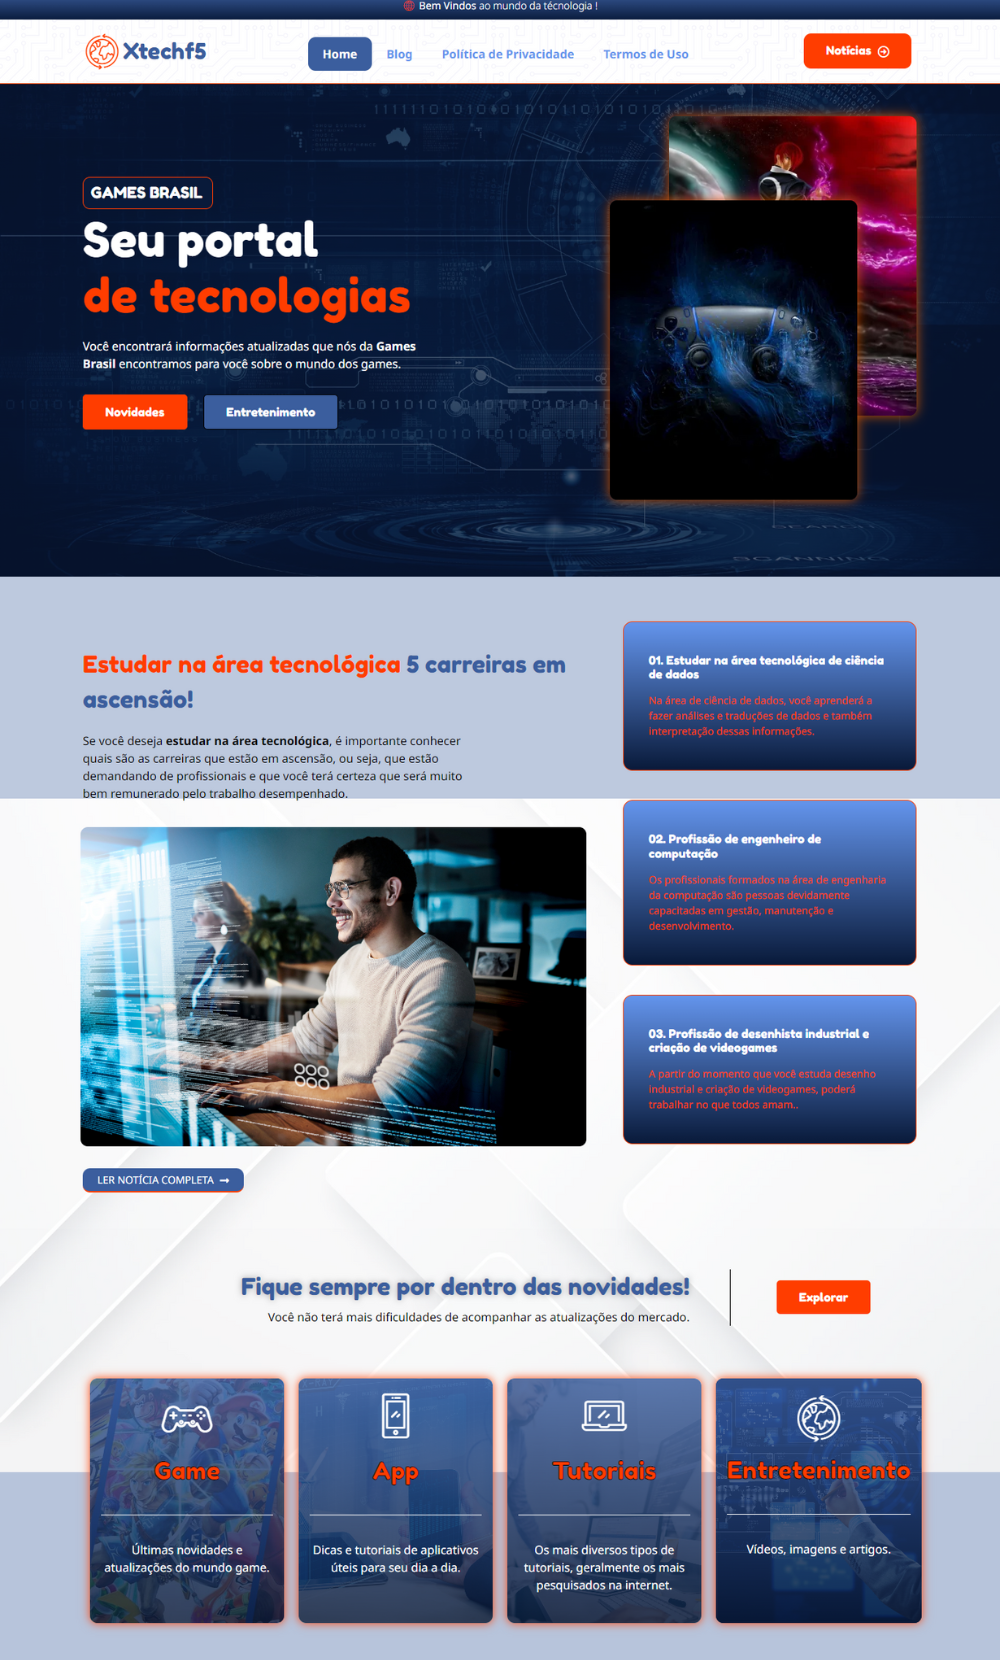 Bem Vindos ao mundo da técnologia !
Xtechf5
Home
Blog
Política de Privacidade
Termos de Uso
Notícias
11111101010101010101
GAMES BRASIL
Seu portal
de tecnologias
Você encontrará informações atualizadas que nós da Games
Brasil encontramos para você sobre o mundo dos games.
Novidades
Entretenimento
SCANNING
Estudar na área tecnológica 5 carreiras em
ascensão!
Se você deseja estudar na área tecnológica, é importante conhecer
quais são as carreiras que estão em ascensão, ou seja, que estão
demandando de profissionais e que você terá certeza que será muito
bem remunerado pelo trabalho desempenhado.
LER NOTÍCIA COMPLETA
01. Estudar na área tecnológica de ciência
de dados
Na área de ciência de dados, você aprenderá a
fazer análises e traduções de dados e também
interpretação dessas informações.
02. Profissão de engenheiro de
computação
Os profissionais formados na área de engenharia
da computação são pessoas devidamente
capacitadas em gestão, manutenção e
desenvolvimento.
03. Profissão de desenhista industrial e
criação de videogames
A partir do momento que você estuda desenho
industrial e criação de videogames, poderá
trabalhar no que todos amam..
Fique sempre por dentro das novidades!
Você não terá mais dificuldades de acompanhar as atualizações do mercado.
Explorar
Game
Últimas novidades e
atualizações do mundo game.
App
Dicas e tutoriais de aplicativos
úteis para seu dia a dia.
Tutoriais
Os mais diversos tipos de
tutoriais, geralmente os mais
pesquisados na internet.
Entretenimento
Vídeos, imagens e artigos.